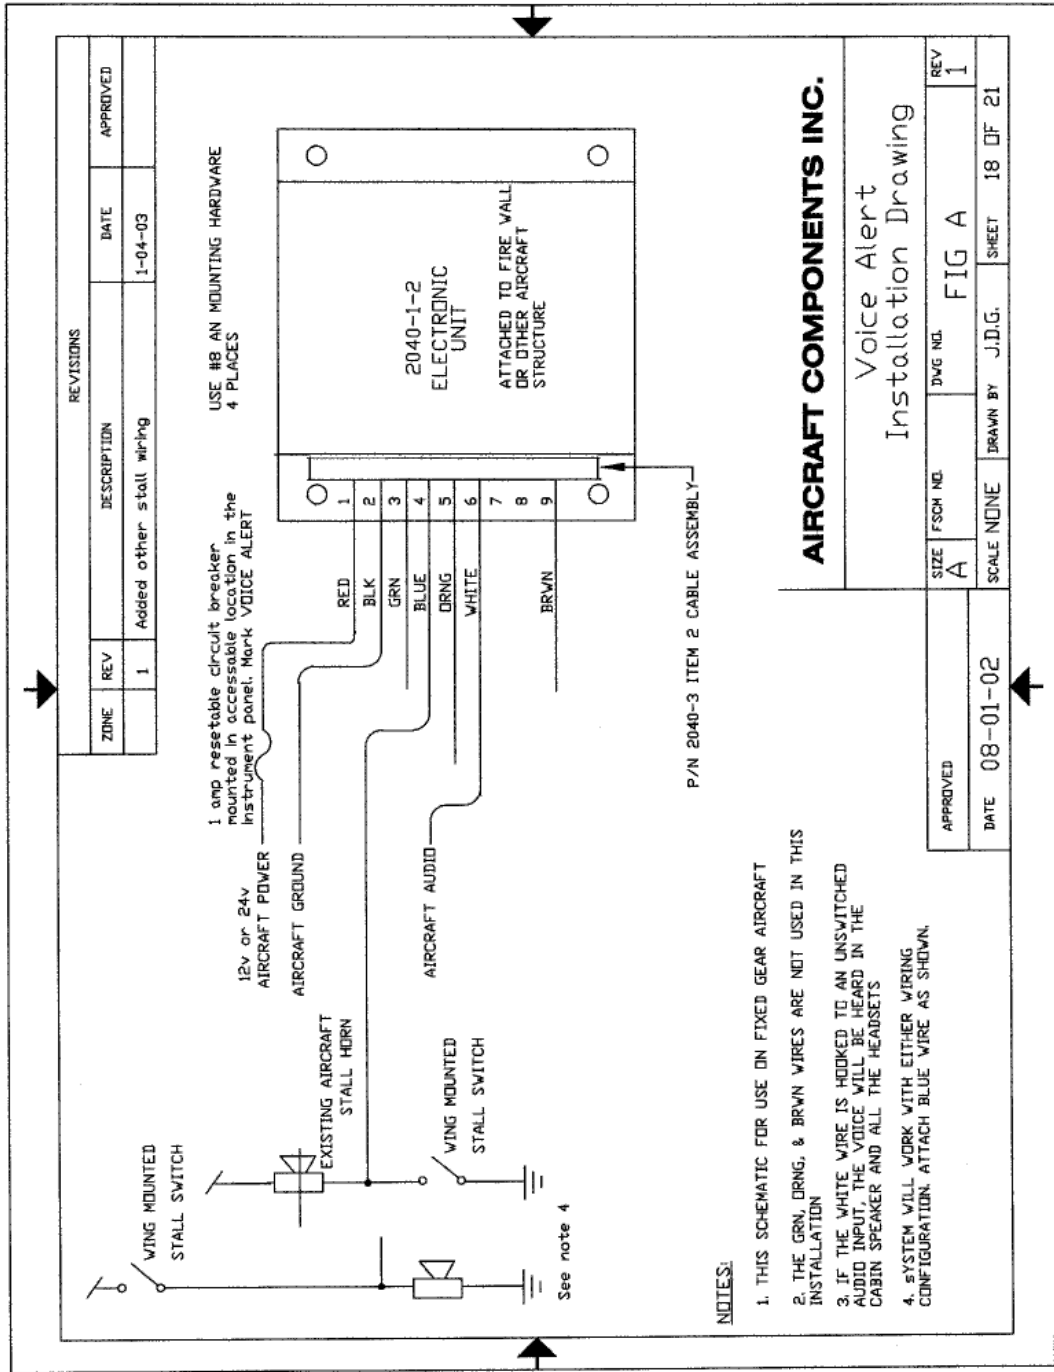 REVISIONS
ZONE REV DESCRIPTION DATE APPROVED
1 Added other stall wiring 1-04-03
1 amp resetable circuit breaker
mounted in accessable location in the
instrument panel. Mark VOICE ALERT
USE #8 AN MOUNTING HARDWARE
4 PLACES
12v or 24v
AIRCRAFT POWER
AIRCRAFT GROUND
WING MOUNTED
STALL SWITCH
EXISTING AIRCRAFT
STALL HORN
AIRCRAFT AUDIO
WING MOUNTED
STALL SWITCH
See note 4
RED 1
BLK 2
GRN 3
BLUE 4
ORNG 5
WHITE 6
7
8
BRWN 9
2040-1-2
ELECTRONIC
UNIT
ATTACHED TO FIRE WALL
OR OTHER AIRCRAFT
STRUCTURE
P/N 2040-3 ITEM 2 CABLE ASSEMBLY
NOTES:
1. THIS SCHEMATIC FOR USE ON FIXED GEAR AIRCRAFT
2. THE GRN, ORNG, & BRWN WIRES ARE NOT USED IN THIS
INSTALLATION
3. IF THE WHITE WIRE IS HOOKED TO AN UNSWITCHED
AUDIO INPUT, THE VOICE WILL BE HEARD IN THE
CABIN SPEAKER AND ALL THE HEADSETS
4. sYSTEM WILL WORK WITH EITHER WIRING
CONFIGURATION. ATTACH BLUE WIRE AS SHOWN.
AIRCRAFT COMPONENTS INC.
Voice Alert
Installation Drawing
APPROVED
DATE 08-01-02
SIZE A
FSCM NO.
DWG NO. FIG A
REV 1
SCALE NONE
DRAWN BY J.D.G.
SHEET 18 OF 21